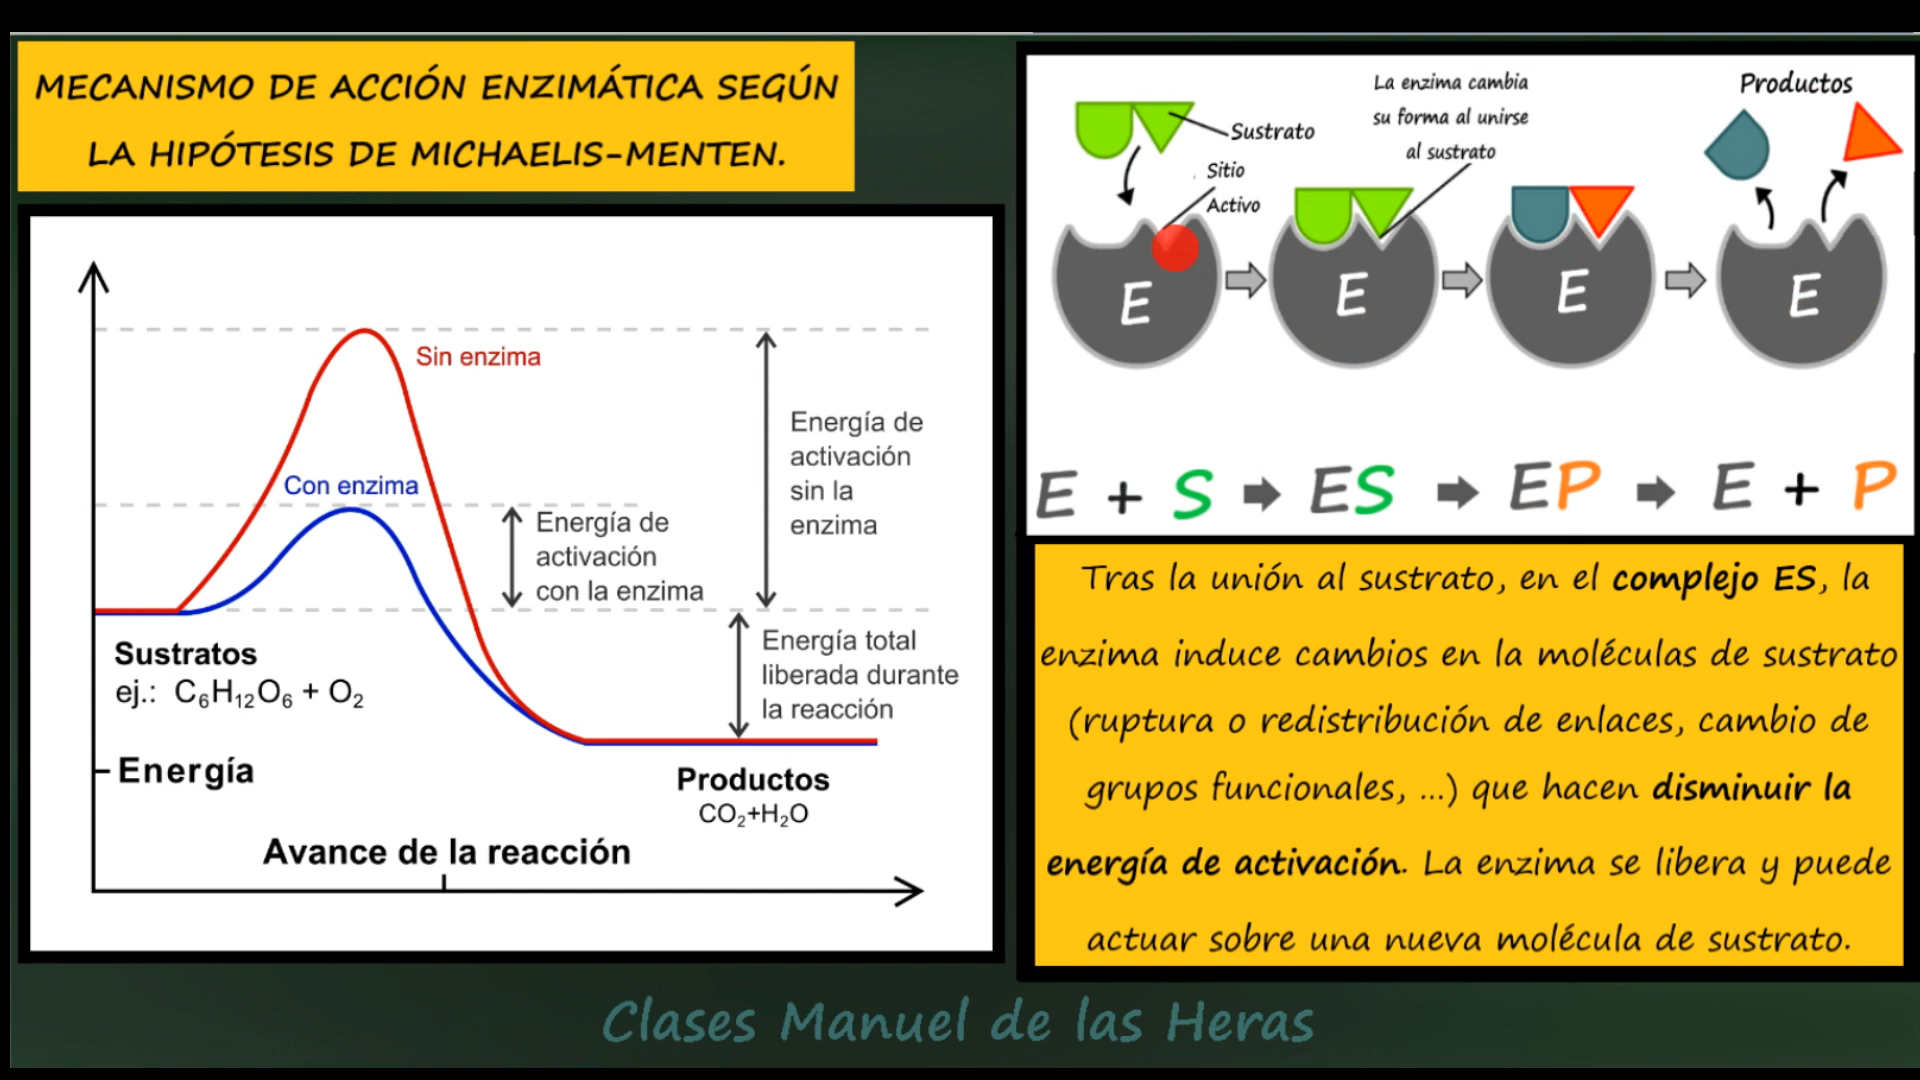 MECANISMO DE ACCIÓN ENZIMÁTICA SEGÚN
LA HIPÓTESIS DE MICHAELIS-MENTEN.
Sin enzima
Con enzima
Energía de
activación
sin la
enzima
Energía de
activación
con la enzima
Energía total
liberada durante
la reacción
Sustratos
ej.: C₆H₁₂O₆ + O₂
Energía
Productos
CO₂+H₂O
Avance de la reacción
Sustrato
Sitio
Activo
La enzima cambia
su forma al unirse
al sustrato
Productos
E
E
E
E
E + S ➡ ES ➡ EP ➡ E + P
Tras la unión al sustrato, en el complejo ES, la
enzima induce cambios en la moléculas de sustrato
(ruptura o redistribución de enlaces, cambio de
grupos funcionales, ...) que hacen disminuir la
energía de activación. La enzima se libera y puede
actuar sobre una nueva molécula de sustrato.
Clases Manuel de las Heras